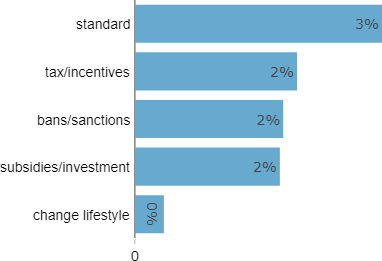 standard 3%
tax/incentives 2%
bans/sanctions 2%
subsidies/investment 2%
change lifestyle 0%
0